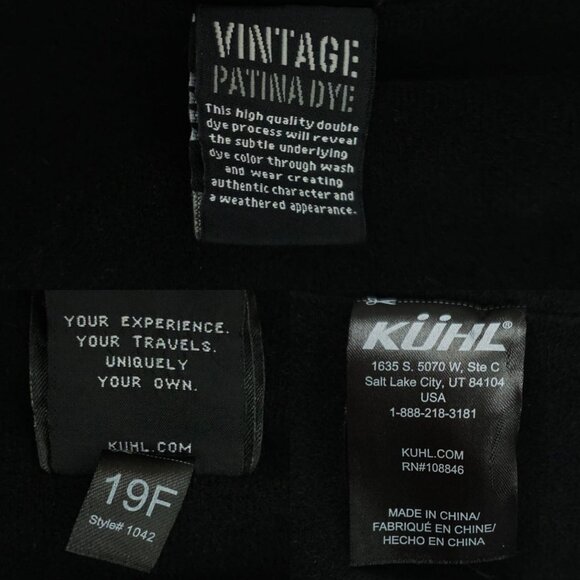 VINTAGE
PATINA DYE
This high quality double
dye process will reveal
the subtle underlying
dye color through wash
and wear creating
authentic character and
a weathered appearance.
YOUR EXPERIENCE.
YOUR TRAVELS.
UNIQUELY
YOUR OWN.
KUHL.COM
19F
Style# 1042
KÜHL®
1635 S. 5070 W, Ste C
Salt Lake City, UT 84104
USA
1-888-218-3181
KUHL.COM
RN#108846
MADE IN CHINA/
FABRIQUÉ EN CHINE/
HECHO EN CHINA